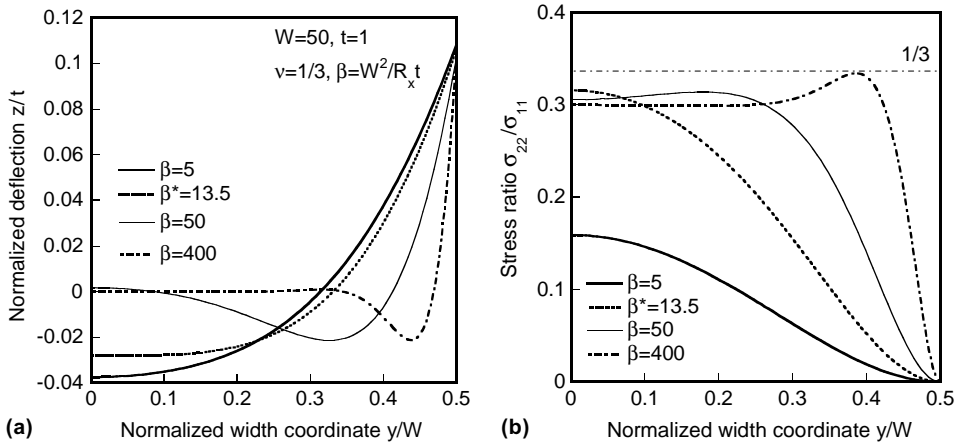 0.12
0.1
0.08
0.06
0.04
0.02
0
-0.02
-0.04
Normalized deflection z/t
W=50, t=1
ν=1/3, β=W²/Rₓt
β=5
β*=13.5
β=50
β=400
0
0.1
0.2
0.3
0.4
0.5
(a)
Normalized width coordinate y/W
0.4
0.3
0.2
0.1
0
Stress ratio σ₂₂/σ₁₁
1/3
β=5
β*=13.5
β=50
β=400
0
0.1
0.2
0.3
0.4
0.5
(b)
Normalized width coordinate y/W